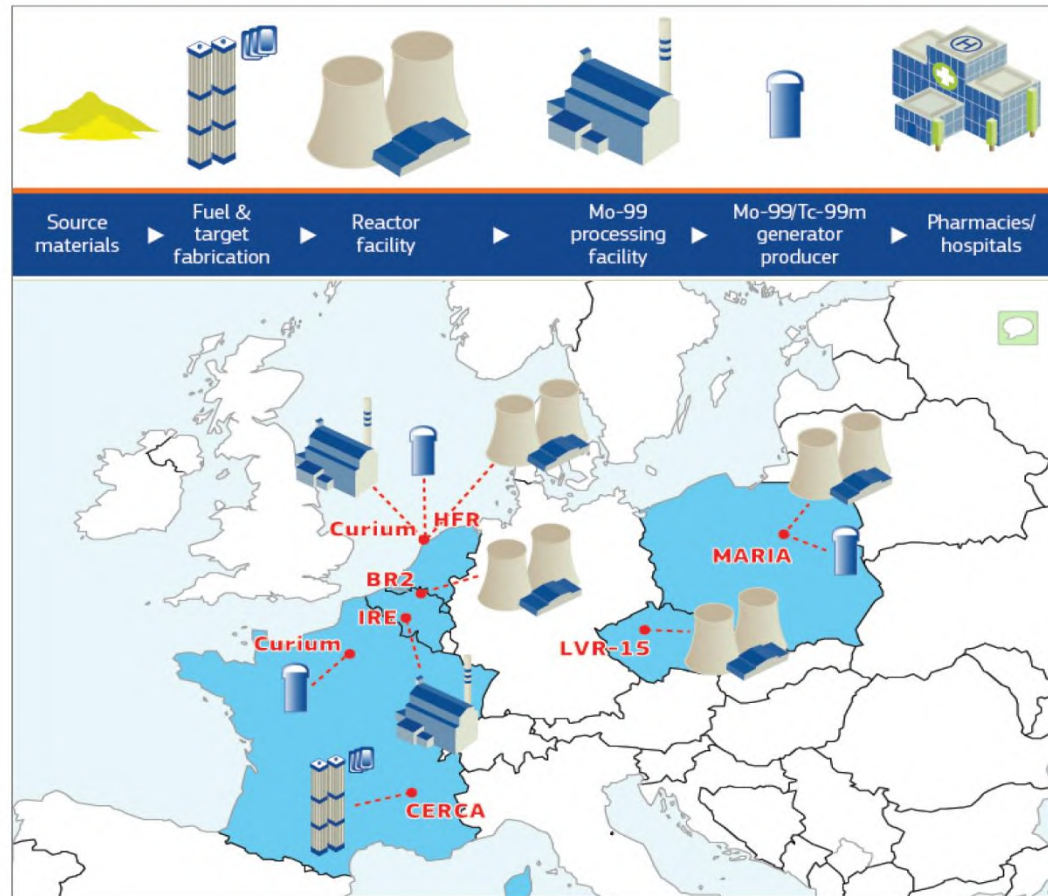 Source
materials
Fuel &
target
fabrication
Reactor
facility
Mo-99
processing
facility
Mo-99/Tc-99m
generator
producer
Pharmacies/
hospitals
H
Curium
HFR
MARIA
BR2
IRE
LVR-15
Curium
CERCA